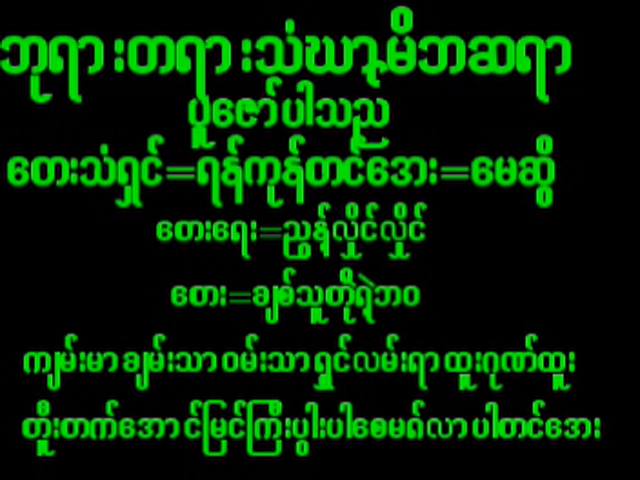 ဘုရား တရား သံဃာ့မိဘဆရာ
ပူဇော်ပါသည်
တေးသံရှင်=ရန်ကုန်တင်အေး=မေဆွိ
တေးရေး=ညွန့်လှိုင်လှိုင်
တေး=ချစ်သူတို့ရဲ့ဘဝ
ကျမ်းမာ ချမ်းသာ ဝမ်းသာ ရွှင်လမ်းရာ ထူးဂုဏ်ထူး
တိူးတက်အောင်မြင်ကြီးပွါးပါစေမဂ်လာ ပါတင်အေး